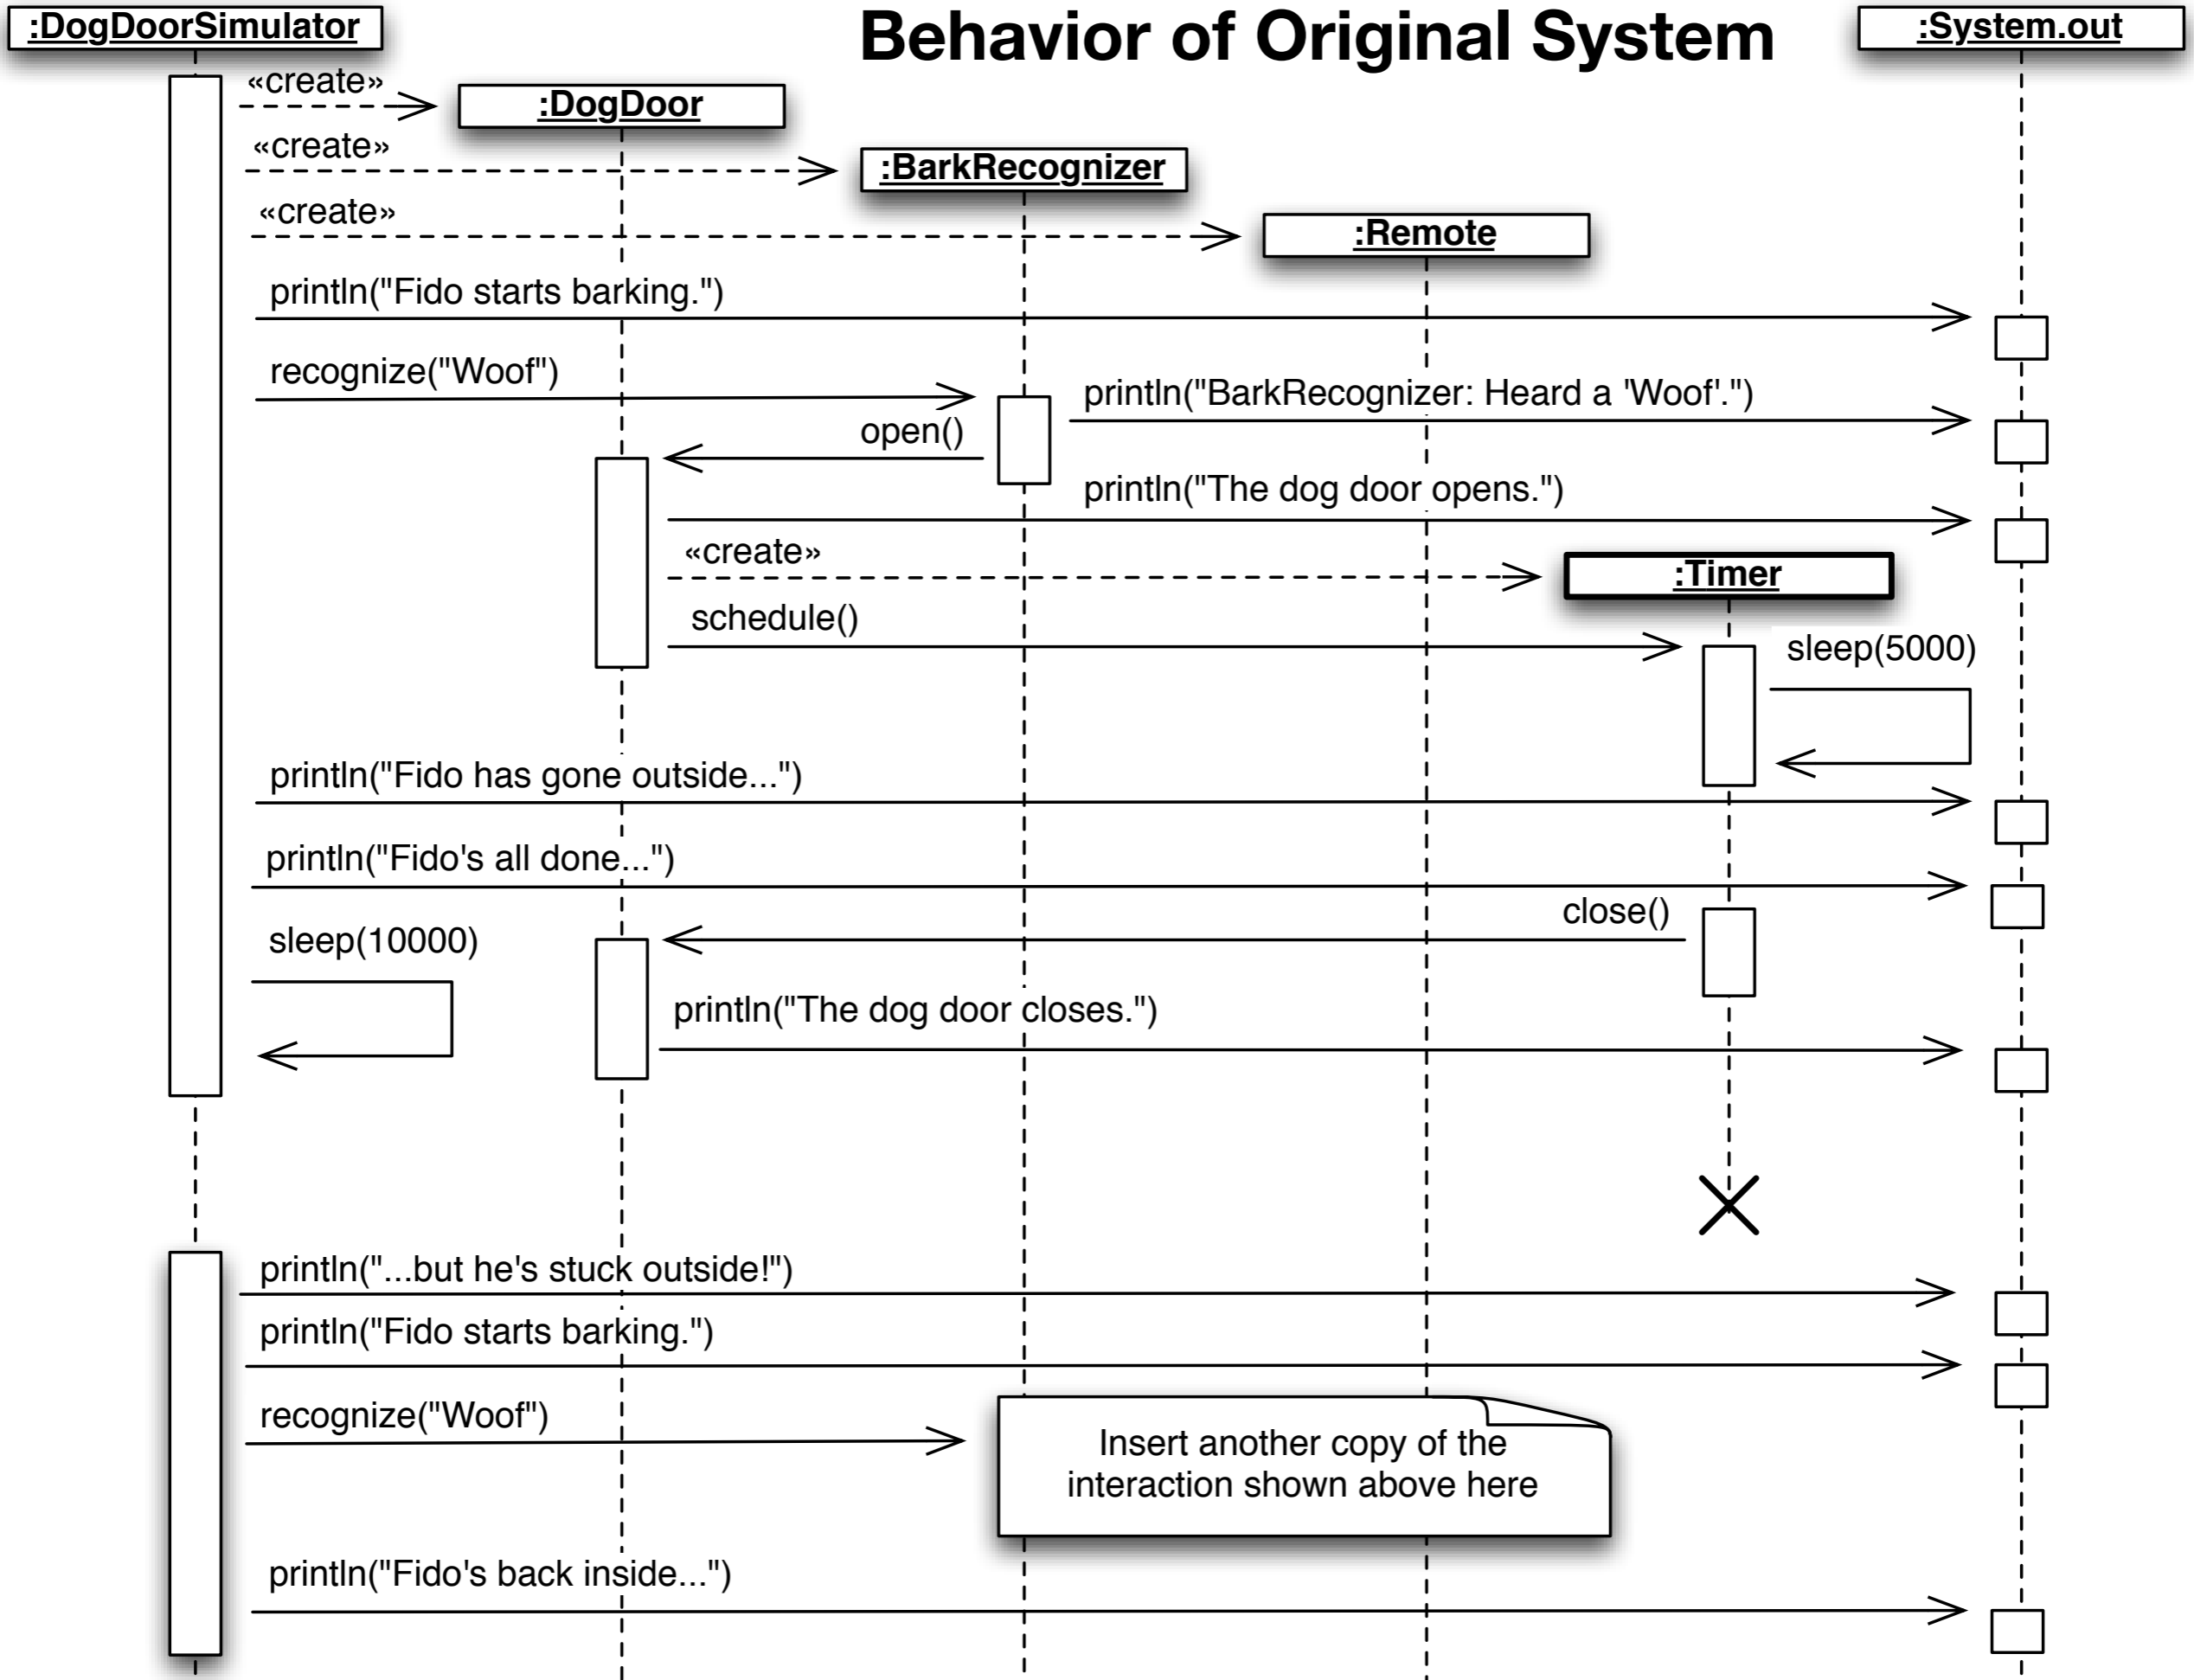 :DogDoorSimulator
Behavior of Original System
:System.out
«create»
:DogDoor
«create»
:BarkRecognizer
«create»
:Remote
println("Fido starts barking.")
recognize("Woof")
println("BarkRecognizer: Heard a 'Woof'.")
open()
println("The dog door opens.")
«create»
:Timer
schedule()
sleep(5000)
println("Fido has gone outside...")
println("Fido's all done...")
close()
sleep(10000)
println("The dog door closes.")
println("...but he's stuck outside!")
println("Fido starts barking.")
recognize("Woof")
Insert another copy of the
interaction shown above here
println("Fido's back inside...")